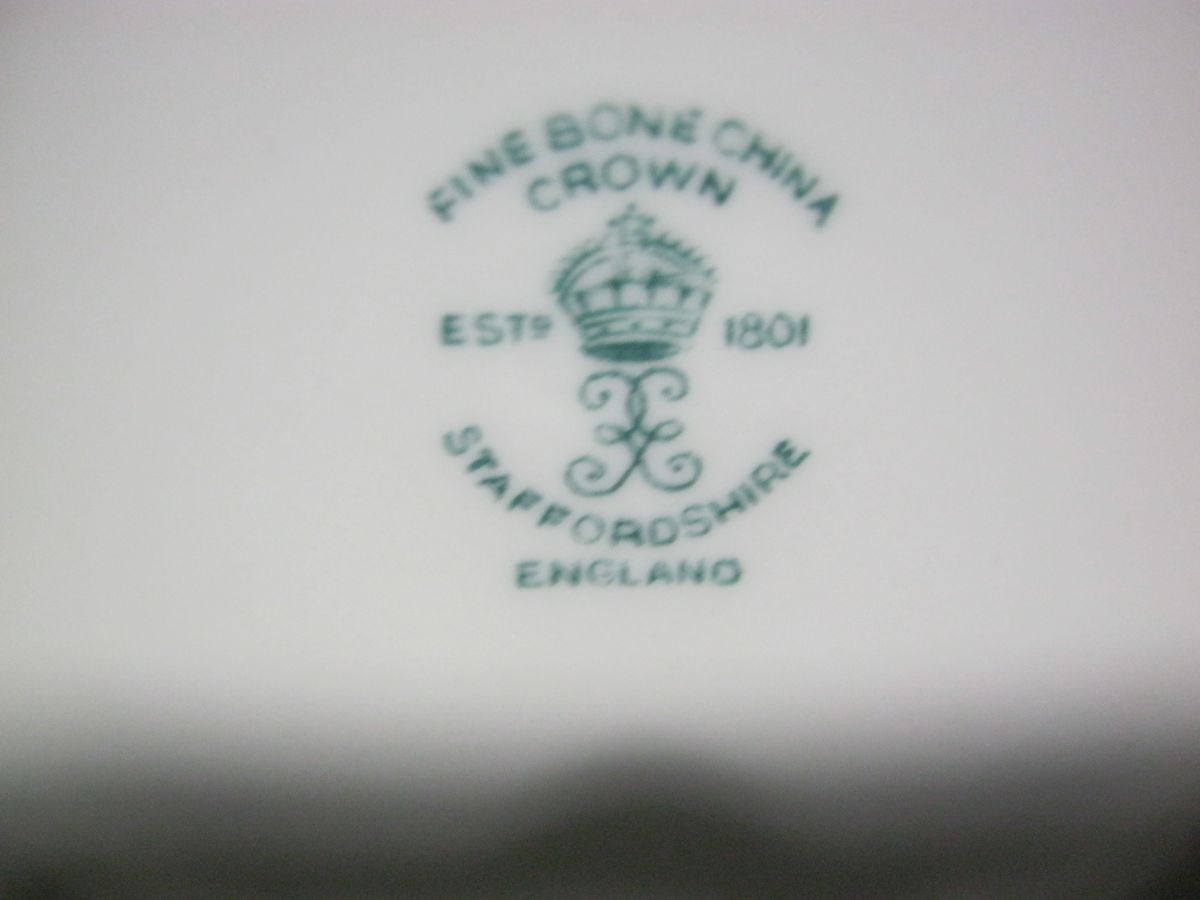 FINE BONE CHINA
CROWN
ESTD 1801
STAFFORDSHIRE
ENGLAND